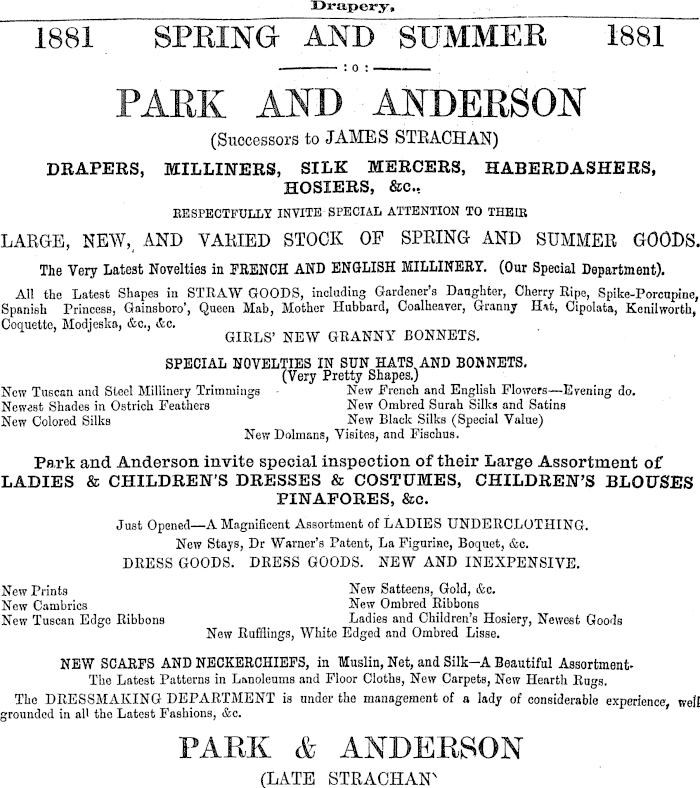 Drapery.
1881 SPRING AND SUMMER 1881
:o:
PARK AND ANDERSON
(Successors to JAMES STRACHAN)
DRAPERS, MILLINERS, SILK MERCERS, HABERDASHERS,
HOSIERS, &c.,
RESPECTFULLY INVITE SPECIAL ATTENTION TO THEIR
LARGE, NEW, AND VARIED STOCK OF SPRING AND SUMMER GOODS.
The Very Latest Novelties in FRENCH AND ENGLISH MILLINERY. (Our Special Department).
All the Latest Shapes in STRAW GOODS, including Gardener's Daughter, Cherry Ripe, Spike-Porcupine,
Spanish Princess, Gainsboro', Queen Mab, Mother Hubbard, Coalheaver, Granny Hat, Cipolata, Kenilworth,
Coquette, Modjeska, &c., &c.
GIRLS' NEW GRANNY BONNETS.
SPECIAL NOVELTIES IN SUN HATS AND BONNETS.
(Very Pretty Shapes.)
New Tuscan and Steel Millinery Trimmings New French and English Flowers—Evening do.
Newest Shades in Ostrich Feathers New Ombred Surah Silks and Satins
New Colored Silks New Black Silks (Special Value)
New Dolmans, Visites, and Fischus.
Park and Anderson invite special inspection of their Large Assortment of
LADIES & CHILDREN'S DRESSES & COSTUMES, CHILDREN'S BLOUSES
PINAFORES, &c.
Just Opened—A Magnificent Assortment of LADIES UNDERCLOTHING.
New Stays, Dr Warner's Patent, La Figurine, Boquet, &c.
DRESS GOODS. DRESS GOODS. NEW AND INEXPENSIVE.
New Prints New Satteens, Gold, &c.
New Cambrics New Ombred Ribbons
New Tuscan Edge Ribbons Ladies and Children's Hosiery, Newest Goods
New Rufflings, White Edged and Ombred Lisse.
NEW SCARFS AND NECKERCHIEFS, in Muslin, Net, and Silk—A Beautiful Assortment.
The Latest Patterns in Lanoleums and Floor Cloths, New Carpets, New Hearth Rugs.
The DRESSMAKING DEPARTMENT is under the management of a lady of considerable experience, well
grounded in all the Latest Fashions, &c.
PARK & ANDERSON
(LATE STRACHAN)